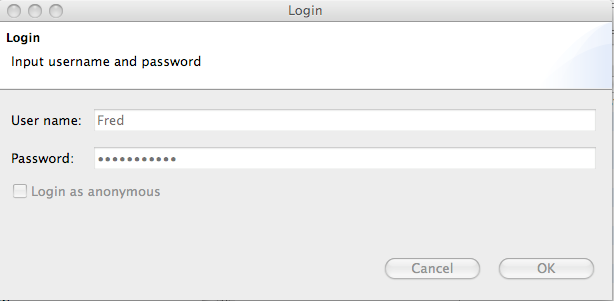 Login
Login
Input username and password
User name: Fred
Password: •••••••••••
Login as anonymous
Cancel OK